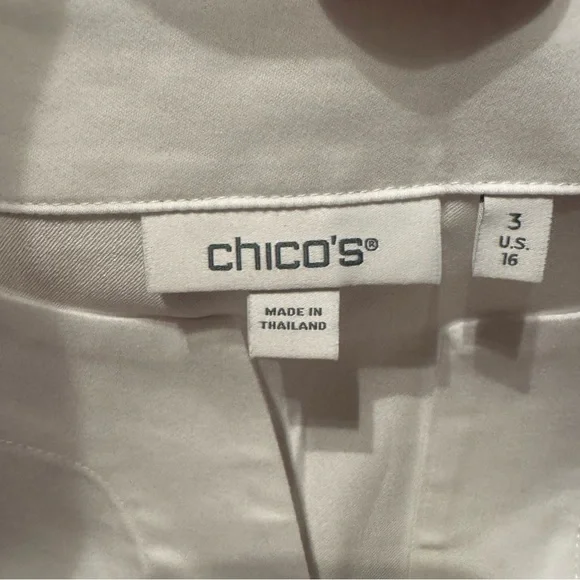 chico's®
3
U.S.
16
MADE IN
THAILAND